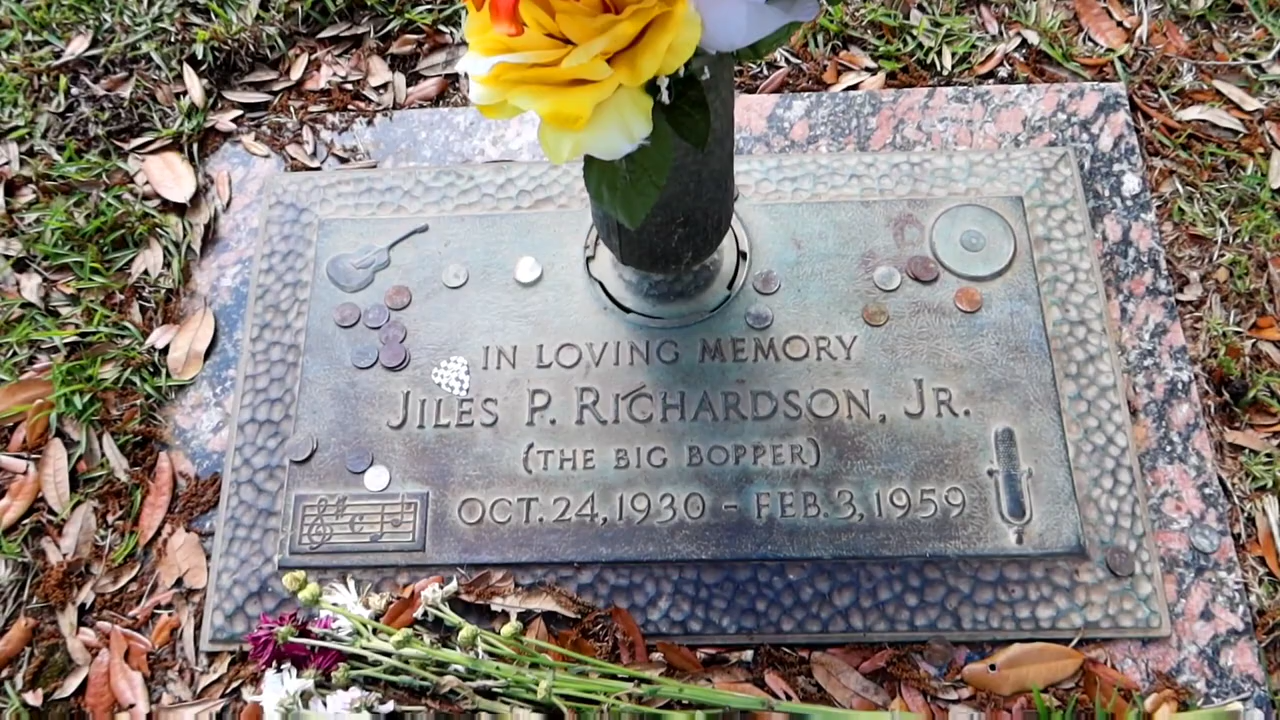 IN LOVING MEMORY
JILES P. RICHARDSON, JR.
(THE BIG BOPPER)
OCT. 24, 1930 - FEB. 3, 1959